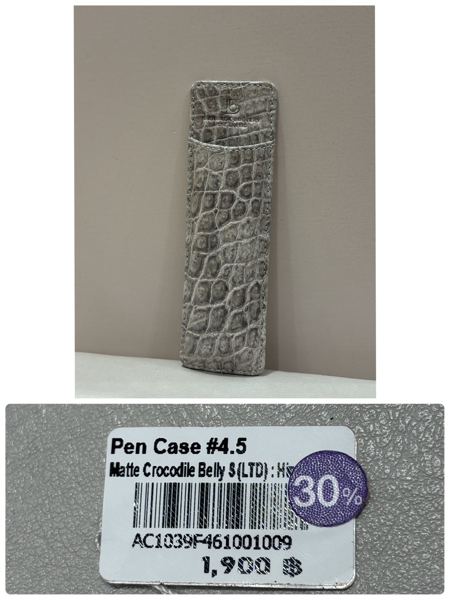 Pen Case #4.5
Matte Crocodile Belly S(LTD) :
30%
AC1039F461001009
1,900 ฿